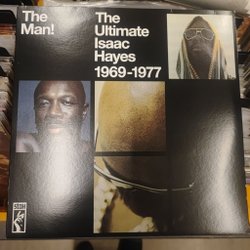 The
Man!
The
Ultimate
Isaac
Hayes
1969-1977
STAX